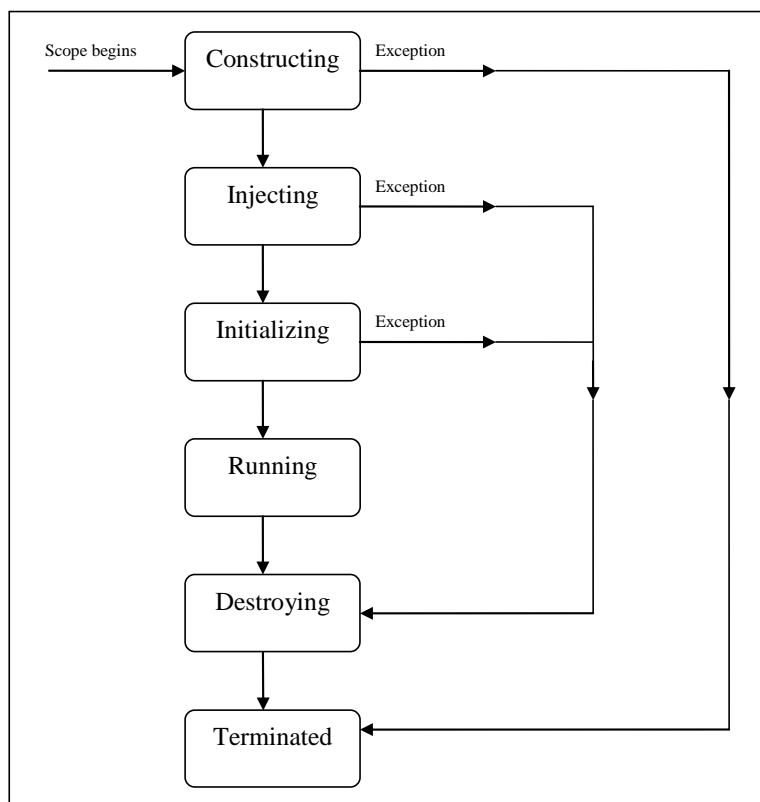 Scope begins
Constructing
Exception
Injecting
Exception
Initializing
Exception
Running
Destroying
Terminated